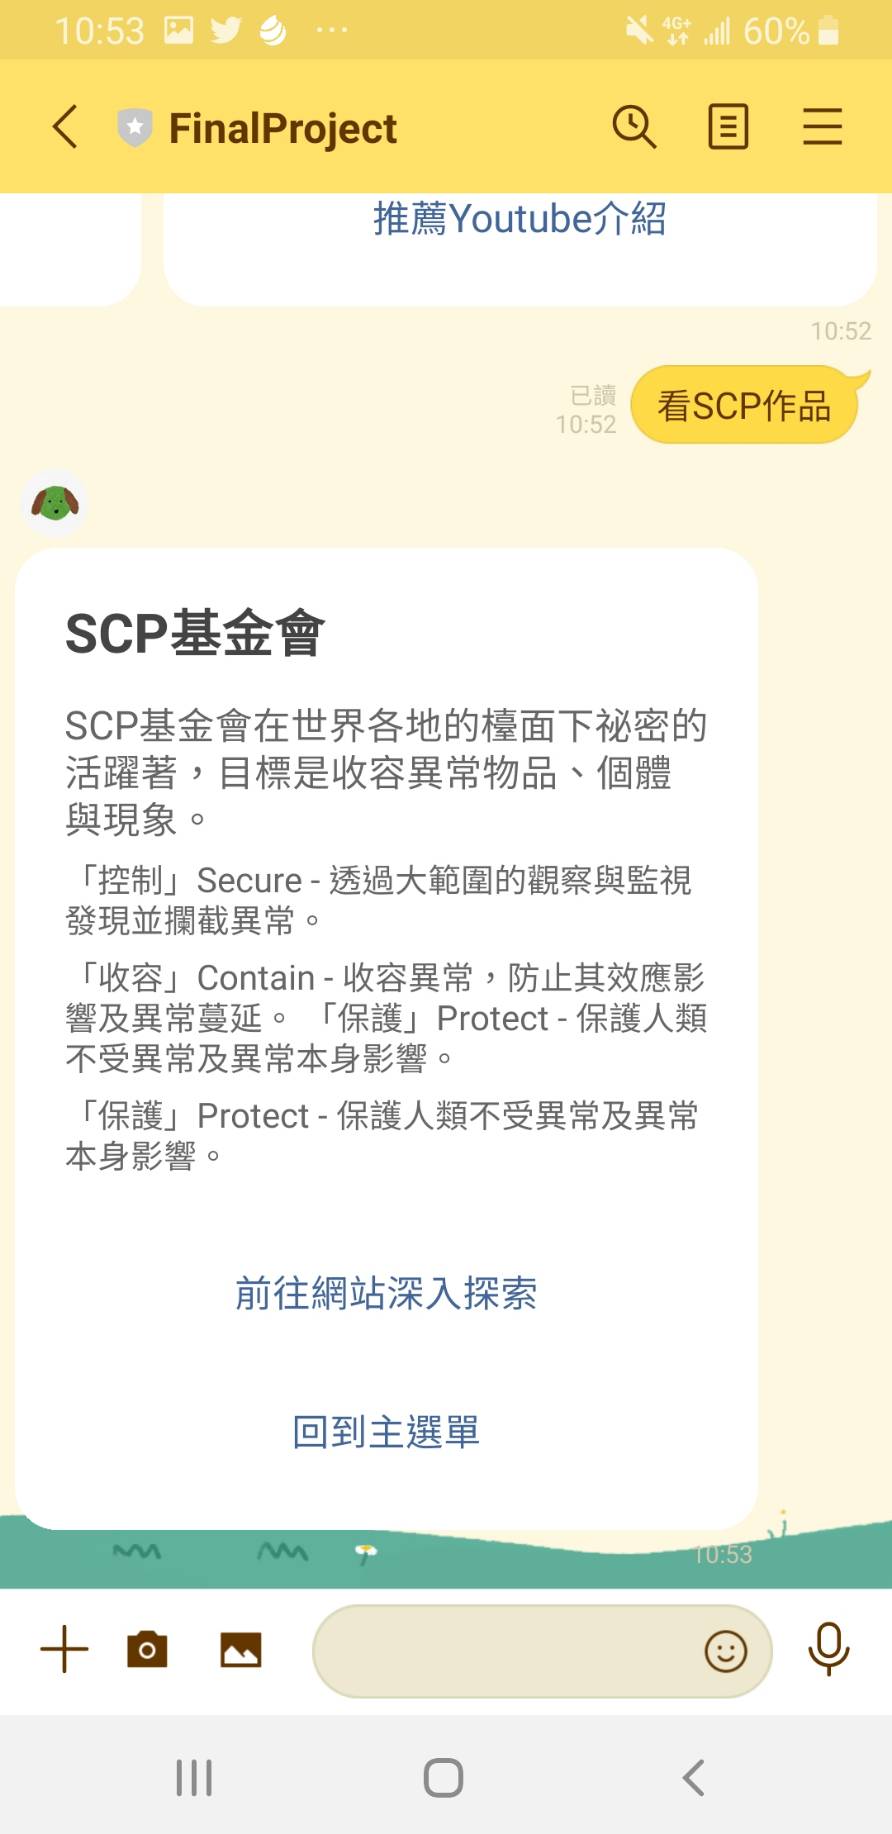 10:53
4G+
60%
FinalProject
推薦Youtube介紹
10:52
已讀
10:52
看SCP作品
SCP基金會
SCP基金會在世界各地的檯面下祕密的
活躍著，目標是收容異常物品、個體
與現象。
「控制」Secure - 透過大範圍的觀察與監視
發現並攔截異常。
「收容」Contain - 收容異常，防止其效應影
響及異常蔓延。 「保護」Protect - 保護人類
不受異常及異常本身影響。
「保護」Protect - 保護人類不受異常及異常
本身影響。
前往網站深入探索
回到主選單
10:53